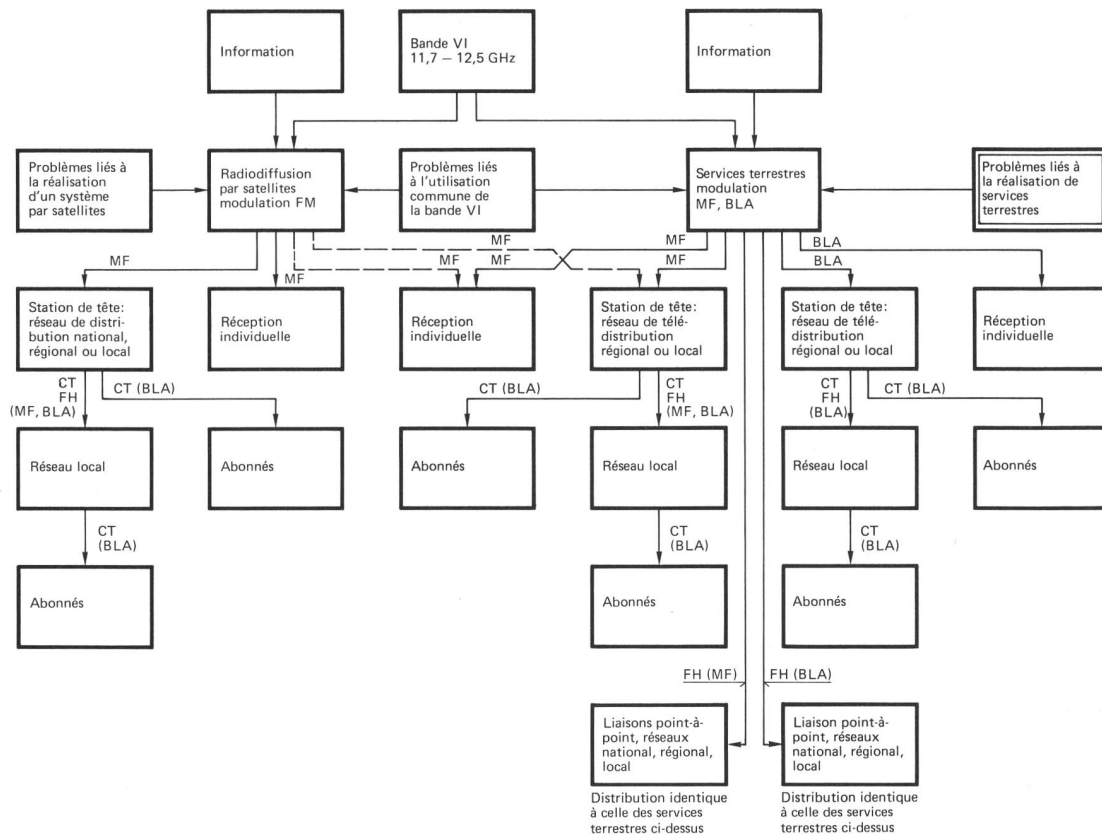 Information
Bande VI
11,7 – 12,5 GHz
Information
Problèmes liés à
la réalisation
d'un système
par satellites
Radiodiffusion
par satellites
modulation FM
Problèmes liés
à l'utilisation
commune de
la bande VI
Services terrestres
modulation
MF, BLA
Problèmes liés à
la réalisation de
services
terrestres
MF
MF
MF
MF
MF
MF
MF
BLA
BLA
Station de tête:
réseau de distri-
bution national,
régional ou local
Réception
individuelle
Réception
individuelle
Station de tête:
réseau de télé-
distribution
régional ou local
Station de tête:
réseau de télé-
distribution
régional ou local
Réception
individuelle
CT
FH
(MF, BLA)
CT (BLA)
CT (BLA)
CT
FH
(MF, BLA)
CT
FH
(BLA)
CT (BLA)
Réseau local
Abonnés
Abonnés
Réseau local
Réseau local
Abonnés
CT
(BLA)
CT
(BLA)
CT
(BLA)
Abonnés
Abonnés
Abonnés
FH (MF)
FH (BLA)
Liaisons point-à-
point, réseaux
national, régional,
local
Liaison point-à-
point, réseaux
national, régional,
local
Distribution identique
à celle des services
terrestres ci-dessus
Distribution identique
à celle des services
terrestres ci-dessus